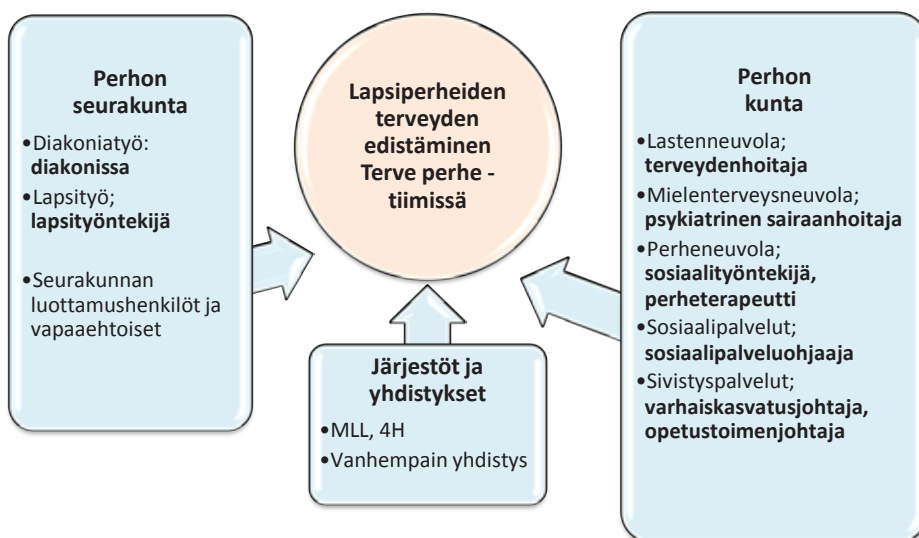 Perhon
seurakunta
•Diakoniatyö:
diakonissa
•Lapsityö;
lapsityöntekijä
•Seurakunnan
luottamushenkilöt ja
vapaaehtoiset
Lapsiperheiden
terveyden
edistäminen
Terve perhe -
tiimissä
Järjestöt ja
yhdistykset
•MLL, 4H
•Vanhempain yhdistys
Perhon
kunta
•Lastenneuvola;
terveydenhoitaja
•Mielenterveysneuvola;
psykiatrinen sairaanhoitaja
•Perheneuvola;
sosiaalityöntekijä,
perheterapeutti
•Sosiaalipalvelut;
sosiaalipalveluohjaaja
•Sivistyspalvelut;
varhaiskasvatusjohtaja,
opetustoimenjohtaja